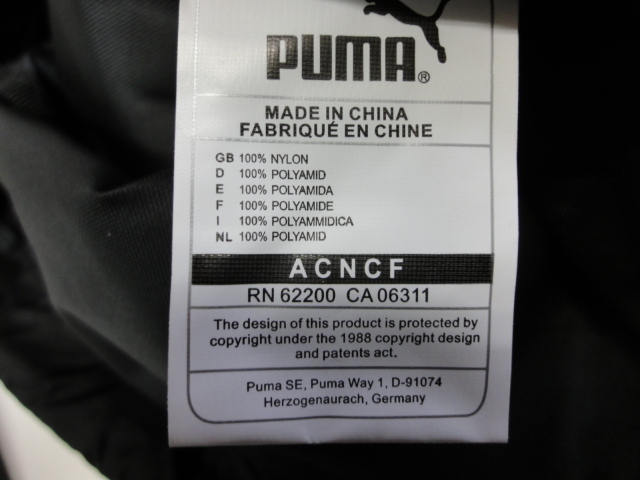 PUMA®
MADE IN CHINA
FABRIQUÉ EN CHINE
GB 100% NYLON
D 100% POLYAMID
E 100% POLYAMIDA
F 100% POLYAMIDE
I 100% POLYAMMIDICA
NL 100% POLYAMID
ACNCF
RN 62200 CA 06311
The design of this product is protected by
copyright under the 1988 copyright design
and patents act.
Puma SE, Puma Way 1, D-91074
Herzogenaurach, Germany